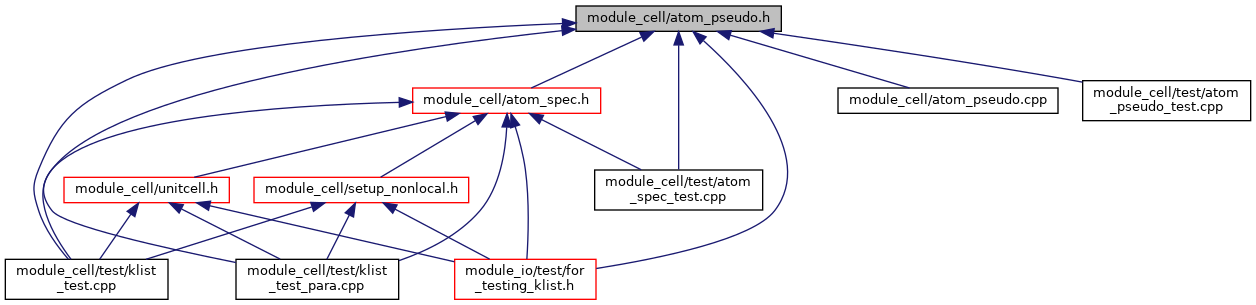 module_cell/atom_pseudo.h
module_cell/atom_spec.h
module_cell/atom_pseudo.cpp
module_cell/test/atom
_pseudo_test.cpp
module_cell/unitcell.h
module_cell/setup_nonlocal.h
module_cell/test/atom
_spec_test.cpp
module_cell/test/klist
_test.cpp
module_cell/test/klist
_test_para.cpp
module_io/test/for
_testing_klist.h